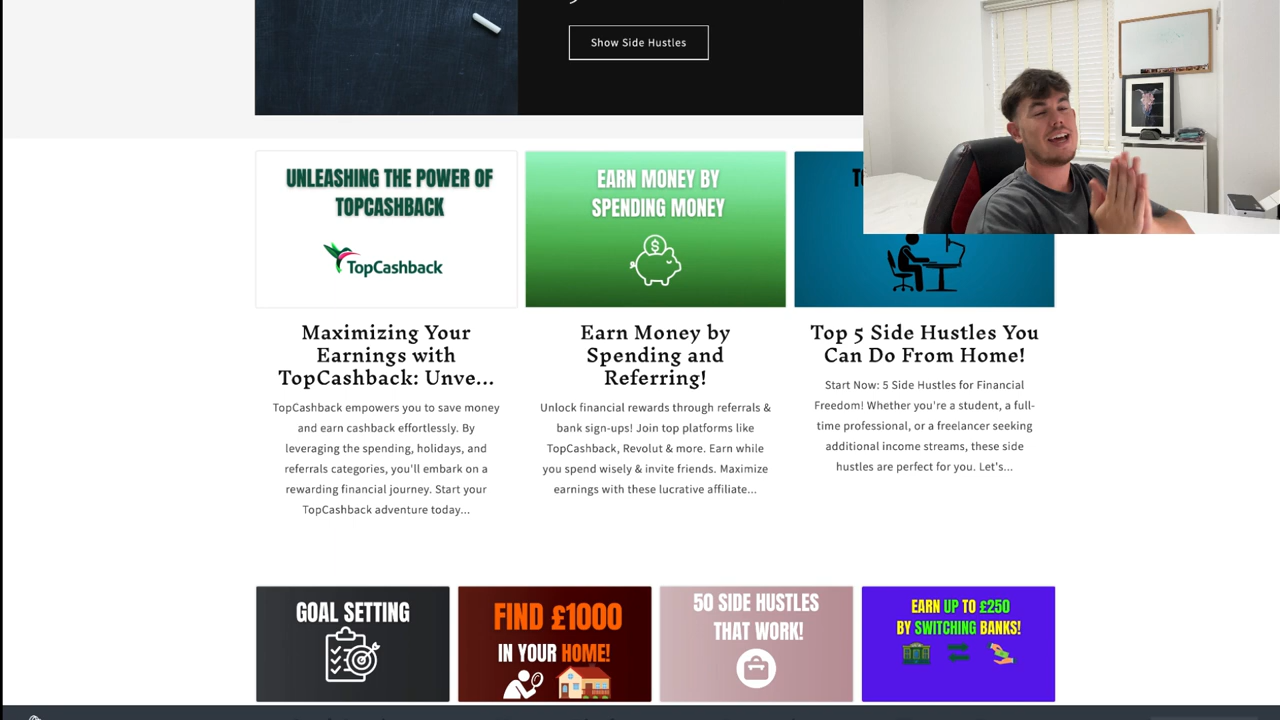 Show Side Hustles
UNLEASHING THE POWER OF
TOPCASHBACK
TopCashback
EARN MONEY BY
SPENDING MONEY
Maximizing Your
Earnings with
TopCashback: Unve...
TopCashback empowers you to save money
and earn cashback effortlessly. By
leveraging the spending, holidays, and
referrals categories, you'll embark on a
rewarding financial journey. Start your
TopCashback adventure today...
Earn Money by
Spending and
Referring!
Unlock financial rewards through referrals &
bank sign-ups! Join top platforms like
TopCashback, Revolut & more. Earn while
you spend wisely & invite friends. Maximize
earnings with these lucrative affiliate...
Top 5 Side Hustles You
Can Do From Home!
Start Now: 5 Side Hustles for Financial
Freedom! Whether you're a student, a full-
time professional, or a freelancer seeking
additional income streams, these side
hustles are perfect for you. Let's...
GOAL SETTING
FIND £1000
IN YOUR HOME!
50 SIDE HUSTLES
THAT WORK!
EARN UP TO £250
BY SWITCHING BANKS!